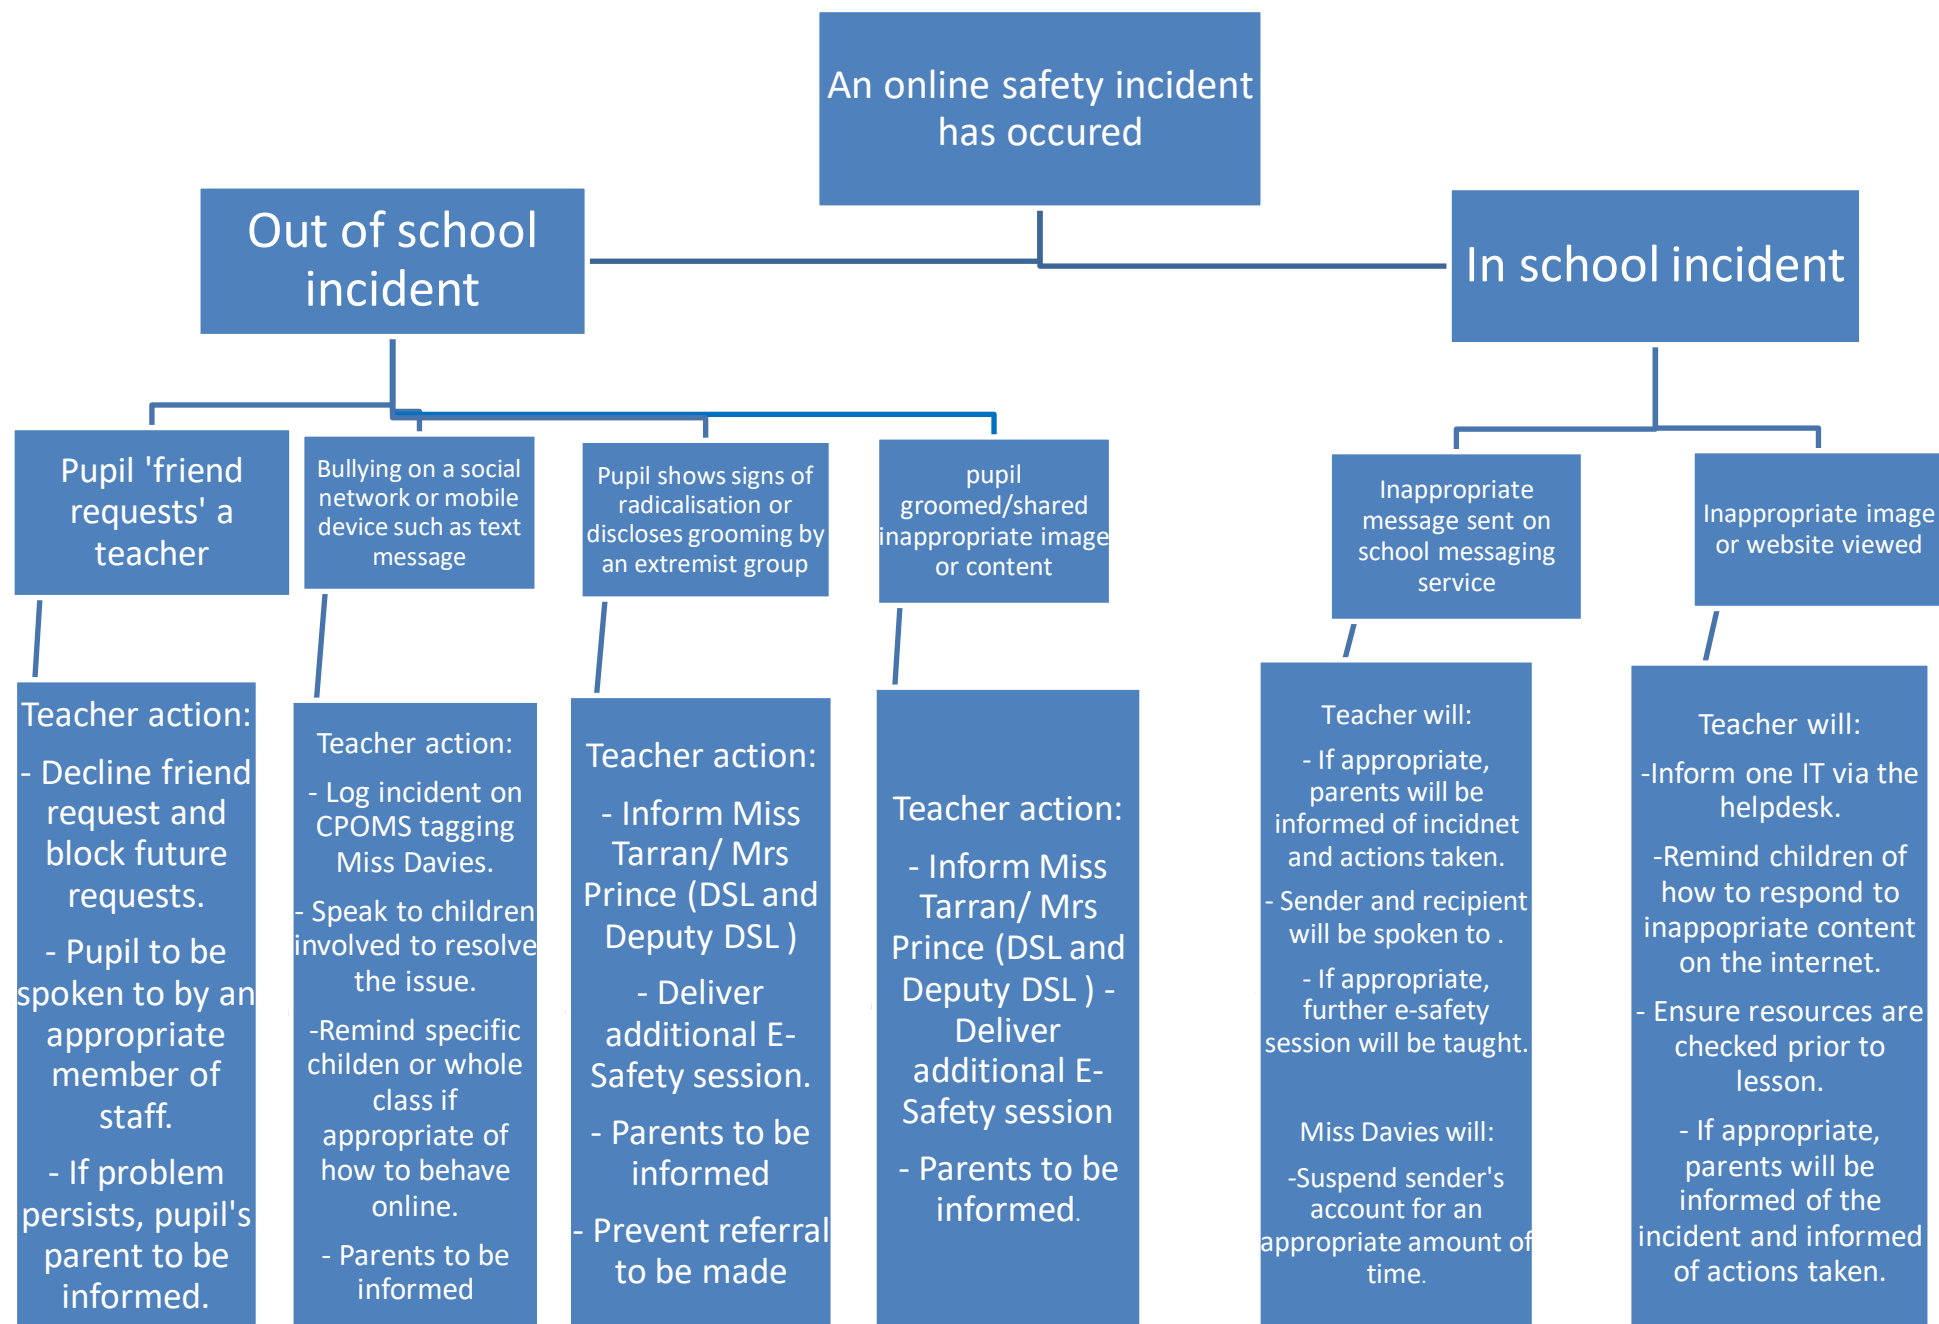 An online safety incident
has occured
Out of school
incident
In school incident
Pupil 'friend
requests' a
teacher
Bullying on a social
network or mobile
device such as text
message
Pupil shows signs of
radicalisation or
discloses grooming by
an extremist group
pupil
groomed/shared
inappropriate image
or content
Inappropriate
message sent on
school messaging
service
Inappropriate image
or website viewed
Teacher action:
- Decline friend
request and
block future
requests.
- Pupil to be
spoken to by an
appropriate
member of
staff.
- If problem
persists, pupil's
parent to be
informed.
Teacher action:
- Log incident on
CPOMS tagging
Miss Davies.
- Speak to children
involved to resolve
the issue.
-Remind specific
childen or whole
class if
appropriate of
how to behave
online.
- Parents to be
informed
Teacher action:
- Inform Miss
Tarran/ Mrs
Prince (DSL and
Deputy DSL )
- Deliver
additional E-
Safety session.
- Parents to be
informed
- Prevent referral
to be made
Teacher action:
- Inform Miss
Tarran/ Mrs
Prince (DSL and
Deputy DSL ) -
Deliver
additional E-
Safety session
- Parents to be
informed.
Teacher will:
- If appropriate,
parents will be
informed of incidnet
and actions taken.
- Sender and recipient
will be spoken to .
- If appropriate,
further e-safety
session will be taught.
Miss Davies will:
-Suspend sender's
account for an
appropriate amount of
time.
Teacher will:
-Inform one IT via the
helpdesk.
-Remind children of
how to respond to
inappopriate content
on the internet.
- Ensure resources are
checked prior to
lesson.
- If appropriate,
parents will be
informed of the
incident and informed
of actions taken.